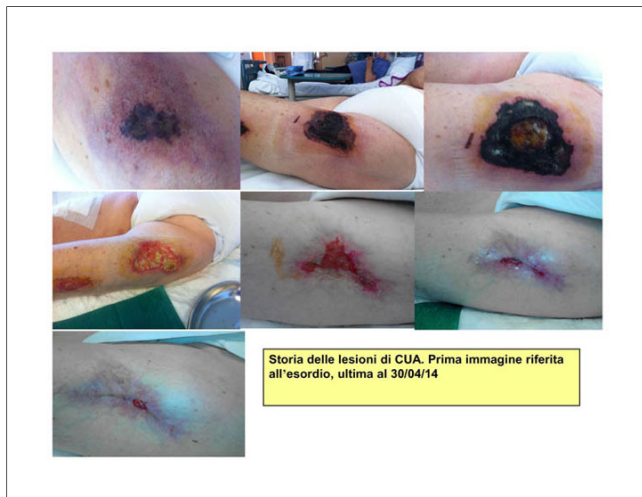 Storia delle lesioni di CUA. Prima immagine riferita
all'esordio, ultima al 30/04/14